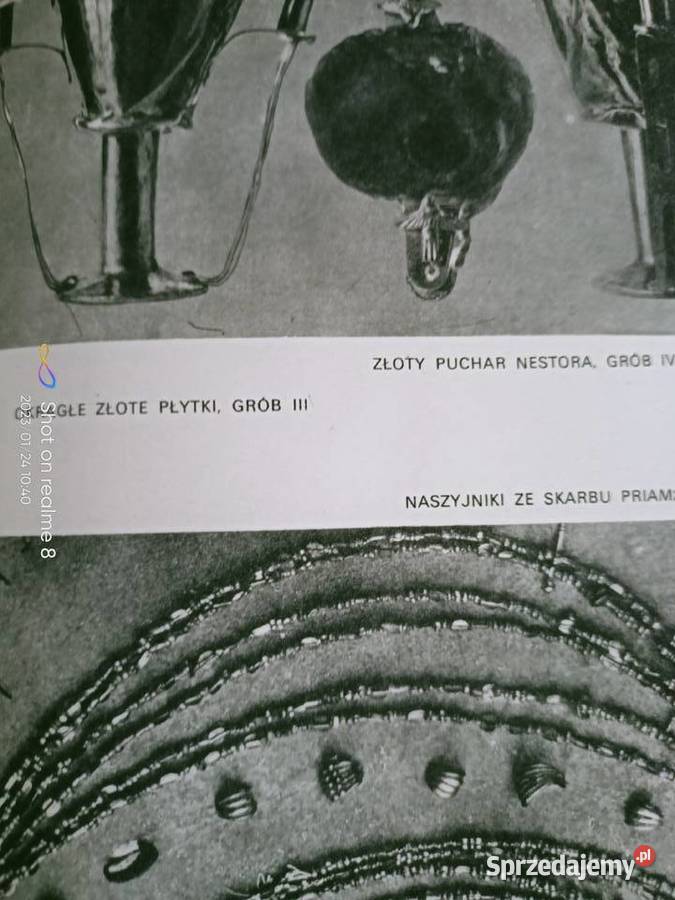 ZŁOTY PUCHAR NESTORA, GRÓB IV
OKRĄGŁE ZŁOTE PŁYTKI, GRÓB III
NASZYJNIKI ZE SKARBU
Shot on realme 8
2023/01/24 10:40
Sprzedajemy.pl